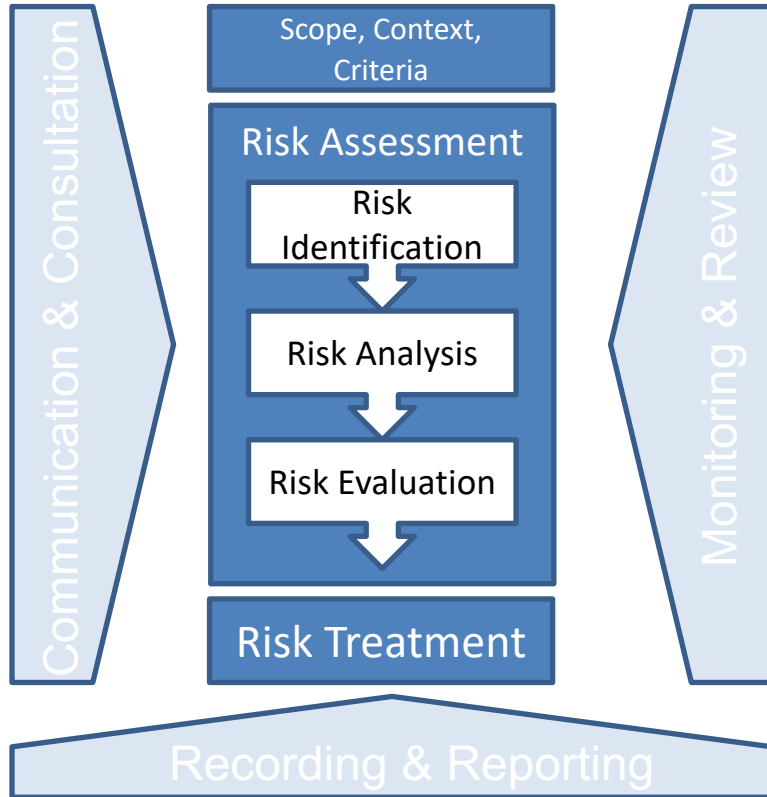 Scope, Context,
Criteria
Risk Assessment
Risk
Identification
Risk Analysis
Risk Evaluation
Risk Treatment
Communication & Consultation
Monitoring & Review
Recording & Reporting